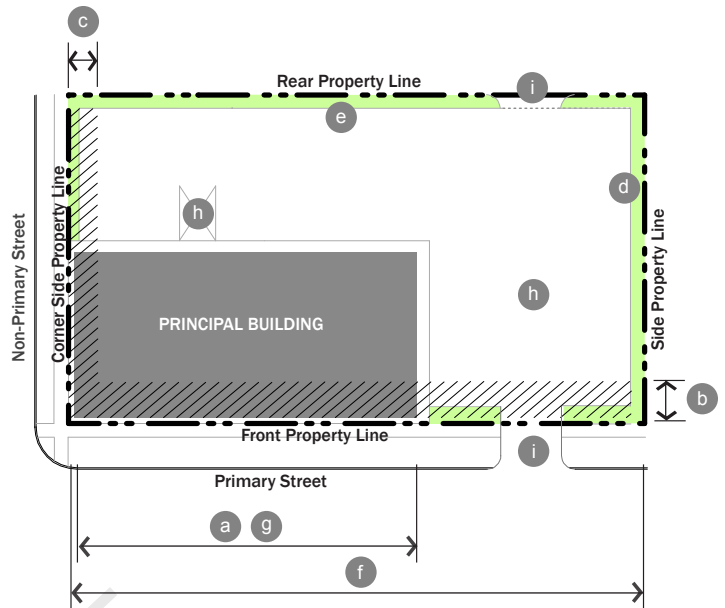 c
Rear Property Line
i
e
d
h
Non-Primary Street
Corner Side Property Line
Side Property Line
h
PRINCIPAL BUILDING
b
Front Property Line
i
Primary Street
a g
f